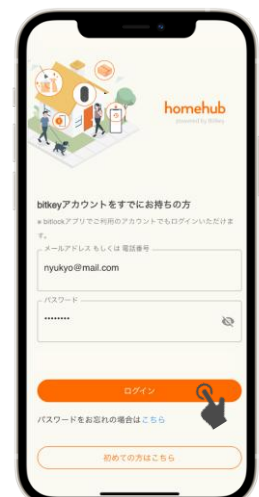 homehub
powered by Bitkey
bitkeyアカウントをすでにお持ちの方
※ bitlockアプリでご利用のアカウントでもログインいただけま
す。
メールアドレス もしくは 電話番号
nyukyo@mail.com
パスワード
••••••••
ログイン
パスワードをお忘れの場合はこちら
初めての方はこちら